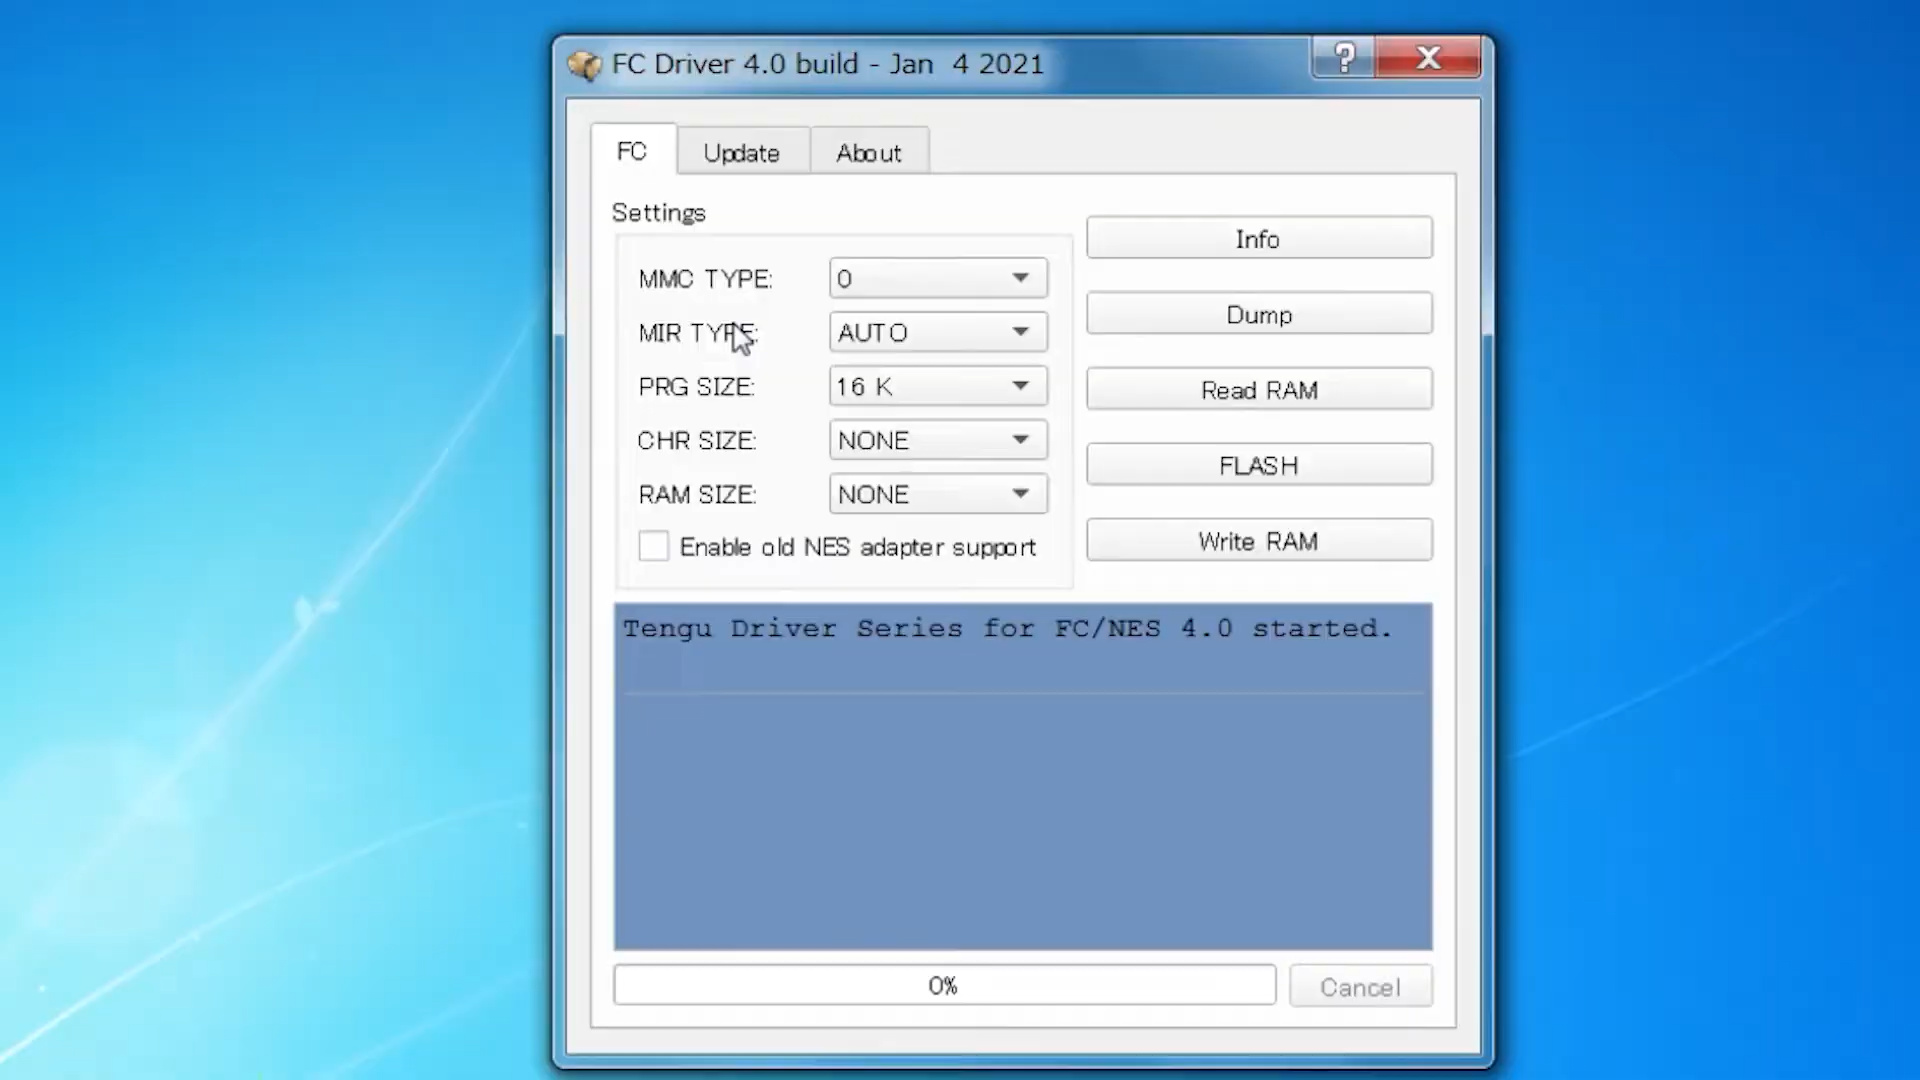 FC Driver 4.0 build - Jan  4 2021
?
X
FC
Update
About
Settings
MMC TYPE: 0
MIR TYPE: AUTO
PRG SIZE: 16 K
CHR SIZE: NONE
RAM SIZE: NONE
Enable old NES adapter support
Info
Dump
Read RAM
FLASH
Write RAM
Tengu Driver Series for FC/NES 4.0 started.
0%
Cancel